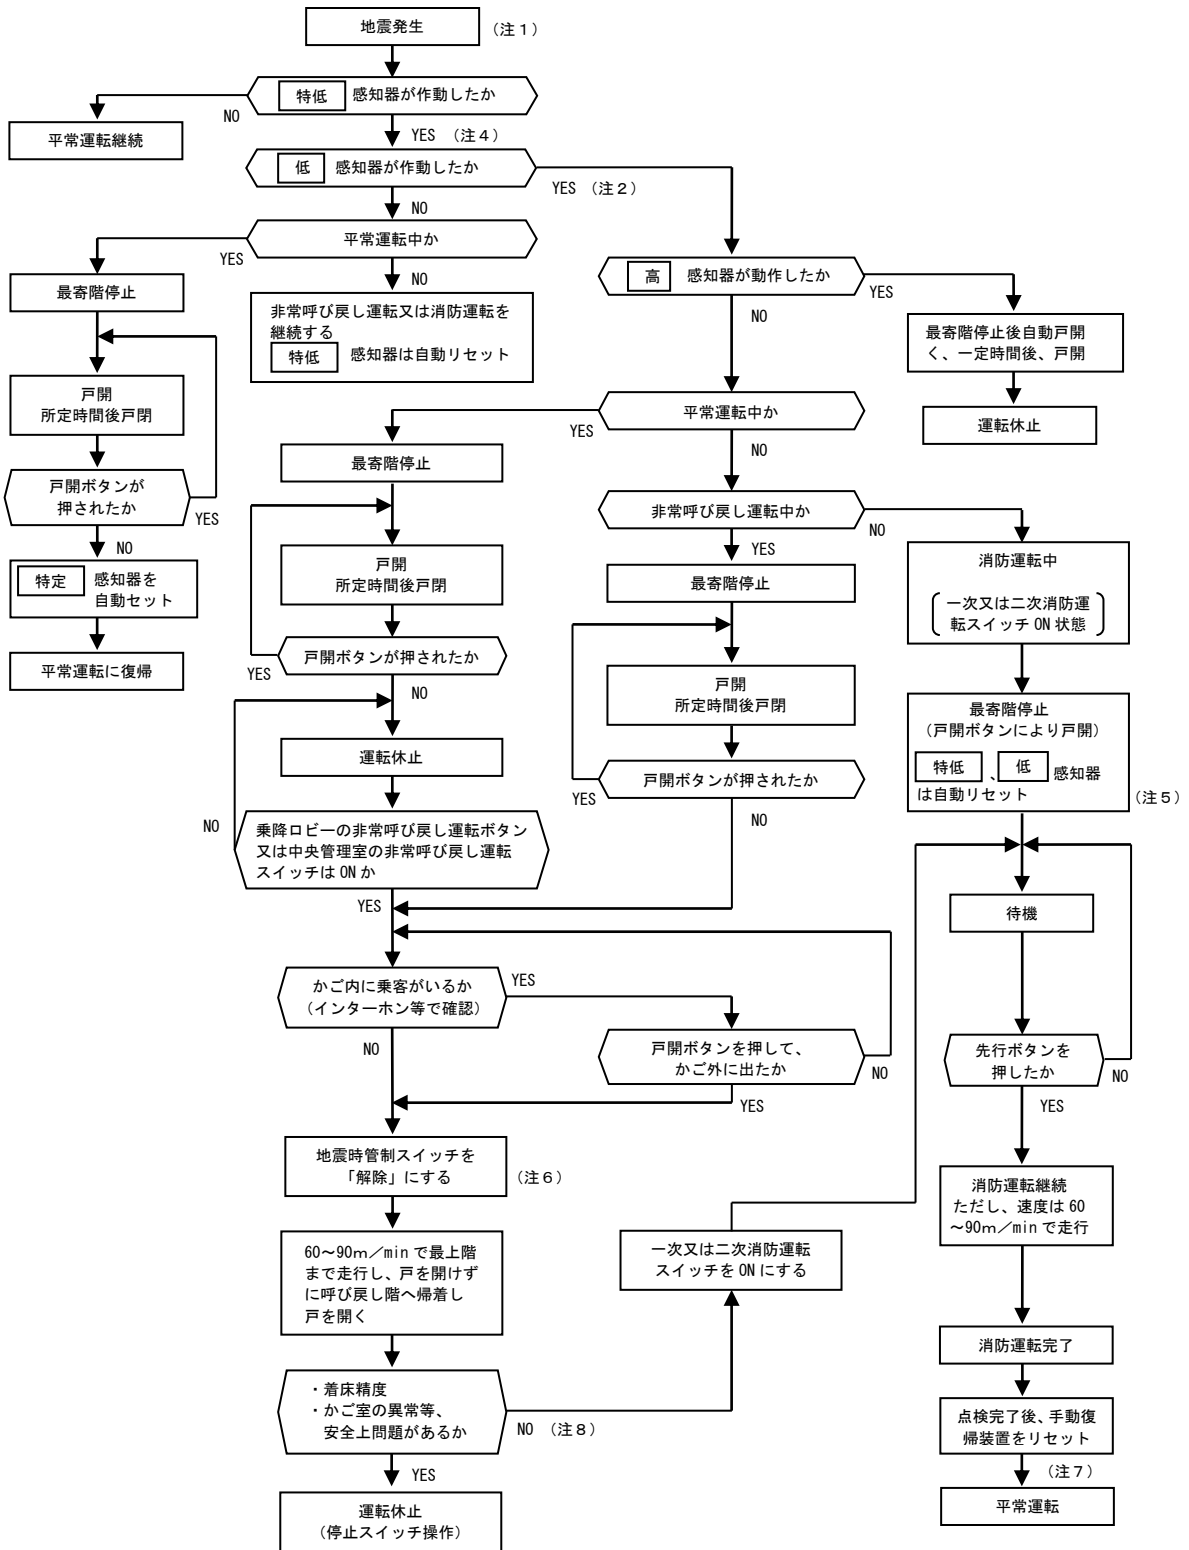 地震発生
（注１）
特低 感知器が作動したか
NO
平常運転継続
YES （注４）
低 感知器が作動したか
YES （注２）
NO
平常運転中か
YES
NO
最寄階停止
非常呼び戻し運転又は消防運転を
継続する
特低 感知器は自動リセット
戸開
所定時間後戸閉
戸開ボタンが
押されたか
YES
NO
特定 感知器を
自動セット
平常運転に復帰
高 感知器が動作したか
YES
NO
最寄階停止後自動戸開
く、一定時間後、戸開
運転休止
平常運転中か
YES
NO
最寄階停止
戸開
所定時間後戸閉
戸開ボタンが押されたか
YES
NO
運転休止
NO
乗降ロビーの非常呼び戻し運転ボタン
又は中央管理室の非常呼び戻し運転
スイッチは ON か
YES
非常呼び戻し運転中か
NO
YES
最寄階停止
戸開
所定時間後戸閉
戸開ボタンが押されたか
YES
NO
消防運転中
一次又は二次消防運
転スイッチ ON 状態
最寄階停止
（戸開ボタンにより戸開）
特低 、 低 感知器
は自動リセット
（注５）
待機
先行ボタンを
押したか
NO
YES
消防運転継続
ただし、速度は 60
～90ｍ／min で走行
消防運転完了
点検完了後、手動復
帰装置をリセット
（注７）
平常運転
かご内に乗客がいるか
（インターホン等で確認）
YES
NO
戸開ボタンを押して、
かご外に出たか
NO
YES
地震時管制スイッチを
「解除」にする
（注６）
60～90ｍ／min で最上階
まで走行し、戸を開けず
に呼び戻し階へ帰着し
戸を開く
一次又は二次消防運転
スイッチを ON にする
・着床精度
・かご室の異常等、
安全上問題があるか
NO （注８）
YES
運転休止
（停止スイッチ操作）